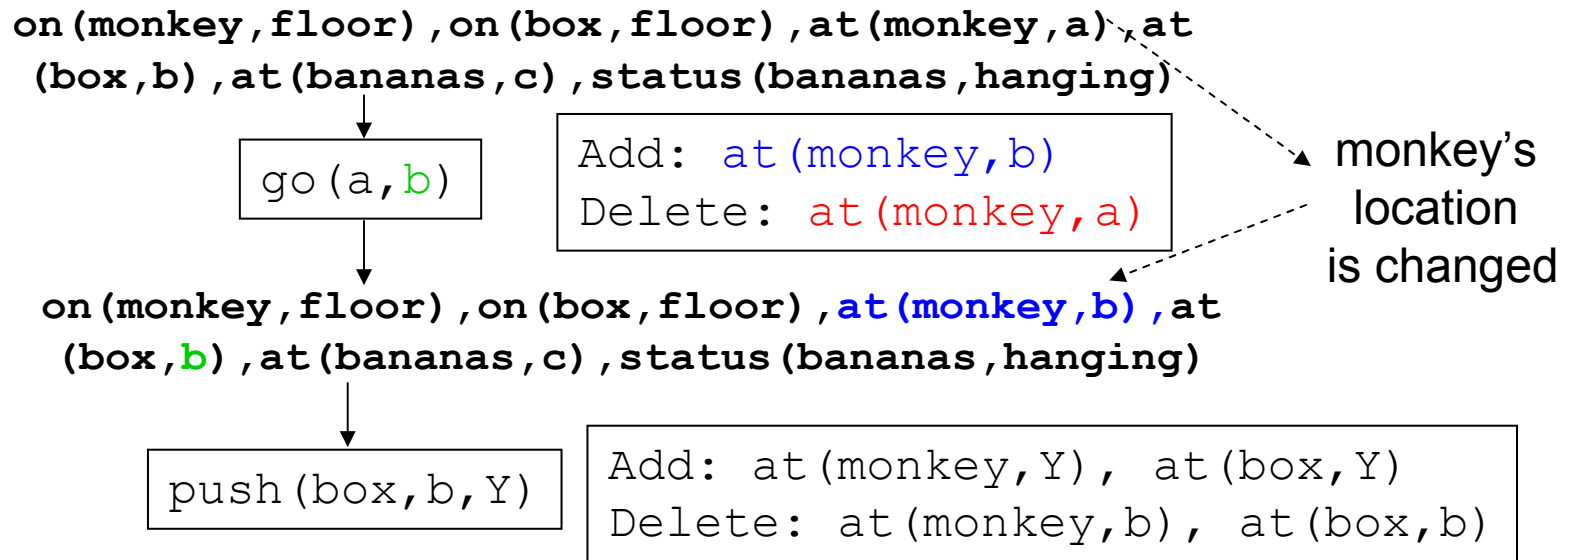 on(monkey,floor),on(box,floor),at(monkey,a),at
(box,b),at(bananas,c),status(bananas,hanging)
go(a,b)
Add: at(monkey,b)
Delete: at(monkey,a)
monkey’s
location
is changed
on(monkey,floor),on(box,floor),at(monkey,b),at
(box,b),at(bananas,c),status(bananas,hanging)
push(box,b,Y)
Add: at(monkey,Y), at(box,Y)
Delete: at(monkey,b), at(box,b)